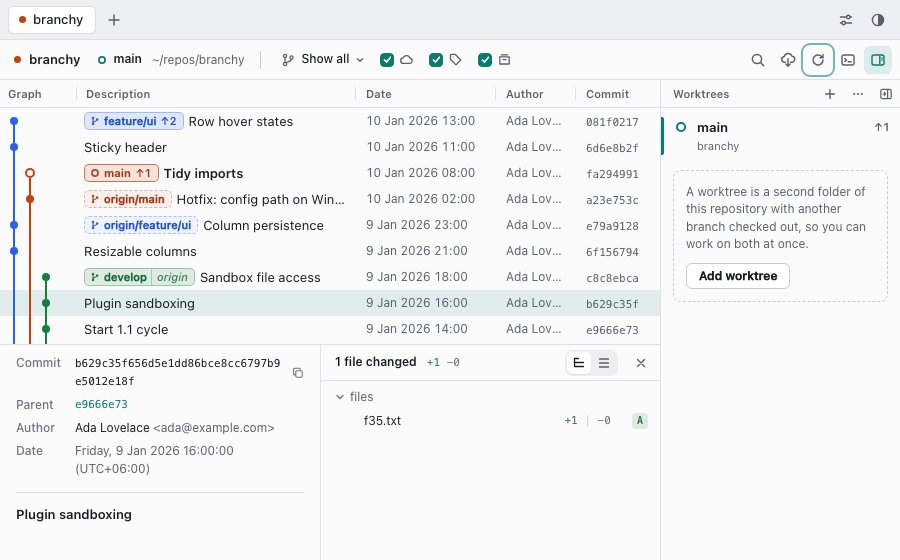 branchy
branchy main ~/repos/branchy Show all
Graph Description Date Author Commit
feature/ui ↑2 Row hover states 10 Jan 2026 13:00 Ada Lov... 081f0217
Sticky header 10 Jan 2026 11:00 Ada Lov... 6d6e8b2f
main ↑1 Tidy imports 10 Jan 2026 08:00 Ada Lov... fa294991
origin/main Hotfix: config path on Win... 10 Jan 2026 02:00 Ada Lov... a23e753c
origin/feature/ui Column persistence 9 Jan 2026 23:00 Ada Lov... e79a9128
Resizable columns 9 Jan 2026 21:00 Ada Lov... 6f156794
develop origin Sandbox file access 9 Jan 2026 18:00 Ada Lov... c8c8ebca
Plugin sandboxing 9 Jan 2026 16:00 Ada Lov... b629c35f
Start 1.1 cycle 9 Jan 2026 14:00 Ada Lov... e9666e73
Commit b629c35f656d5e1dd86bce8cc6797b9
e5012e18f
Parent e9666e73
Author Ada Lovelace <ada@example.com>
Date Friday, 9 Jan 2026 16:00:00
(UTC+06:00)
Plugin sandboxing
1 file changed +1 −0
files
f35.txt +1 | −0 A
Worktrees
main ↑1
branchy
A worktree is a second folder of
this repository with another
branch checked out, so you can
work on both at once.
Add worktree